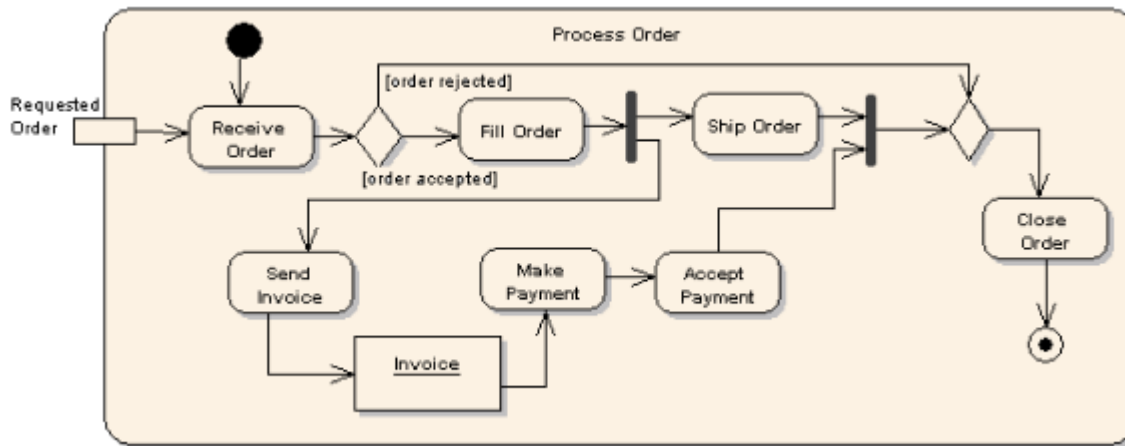 Process Order
[order rejected]
Requested
Order
Receive
Order
Fill Order
Ship Order
[order accepted]
Close
Order
Send
Invoice
Make
Payment
Accept
Payment
Invoice